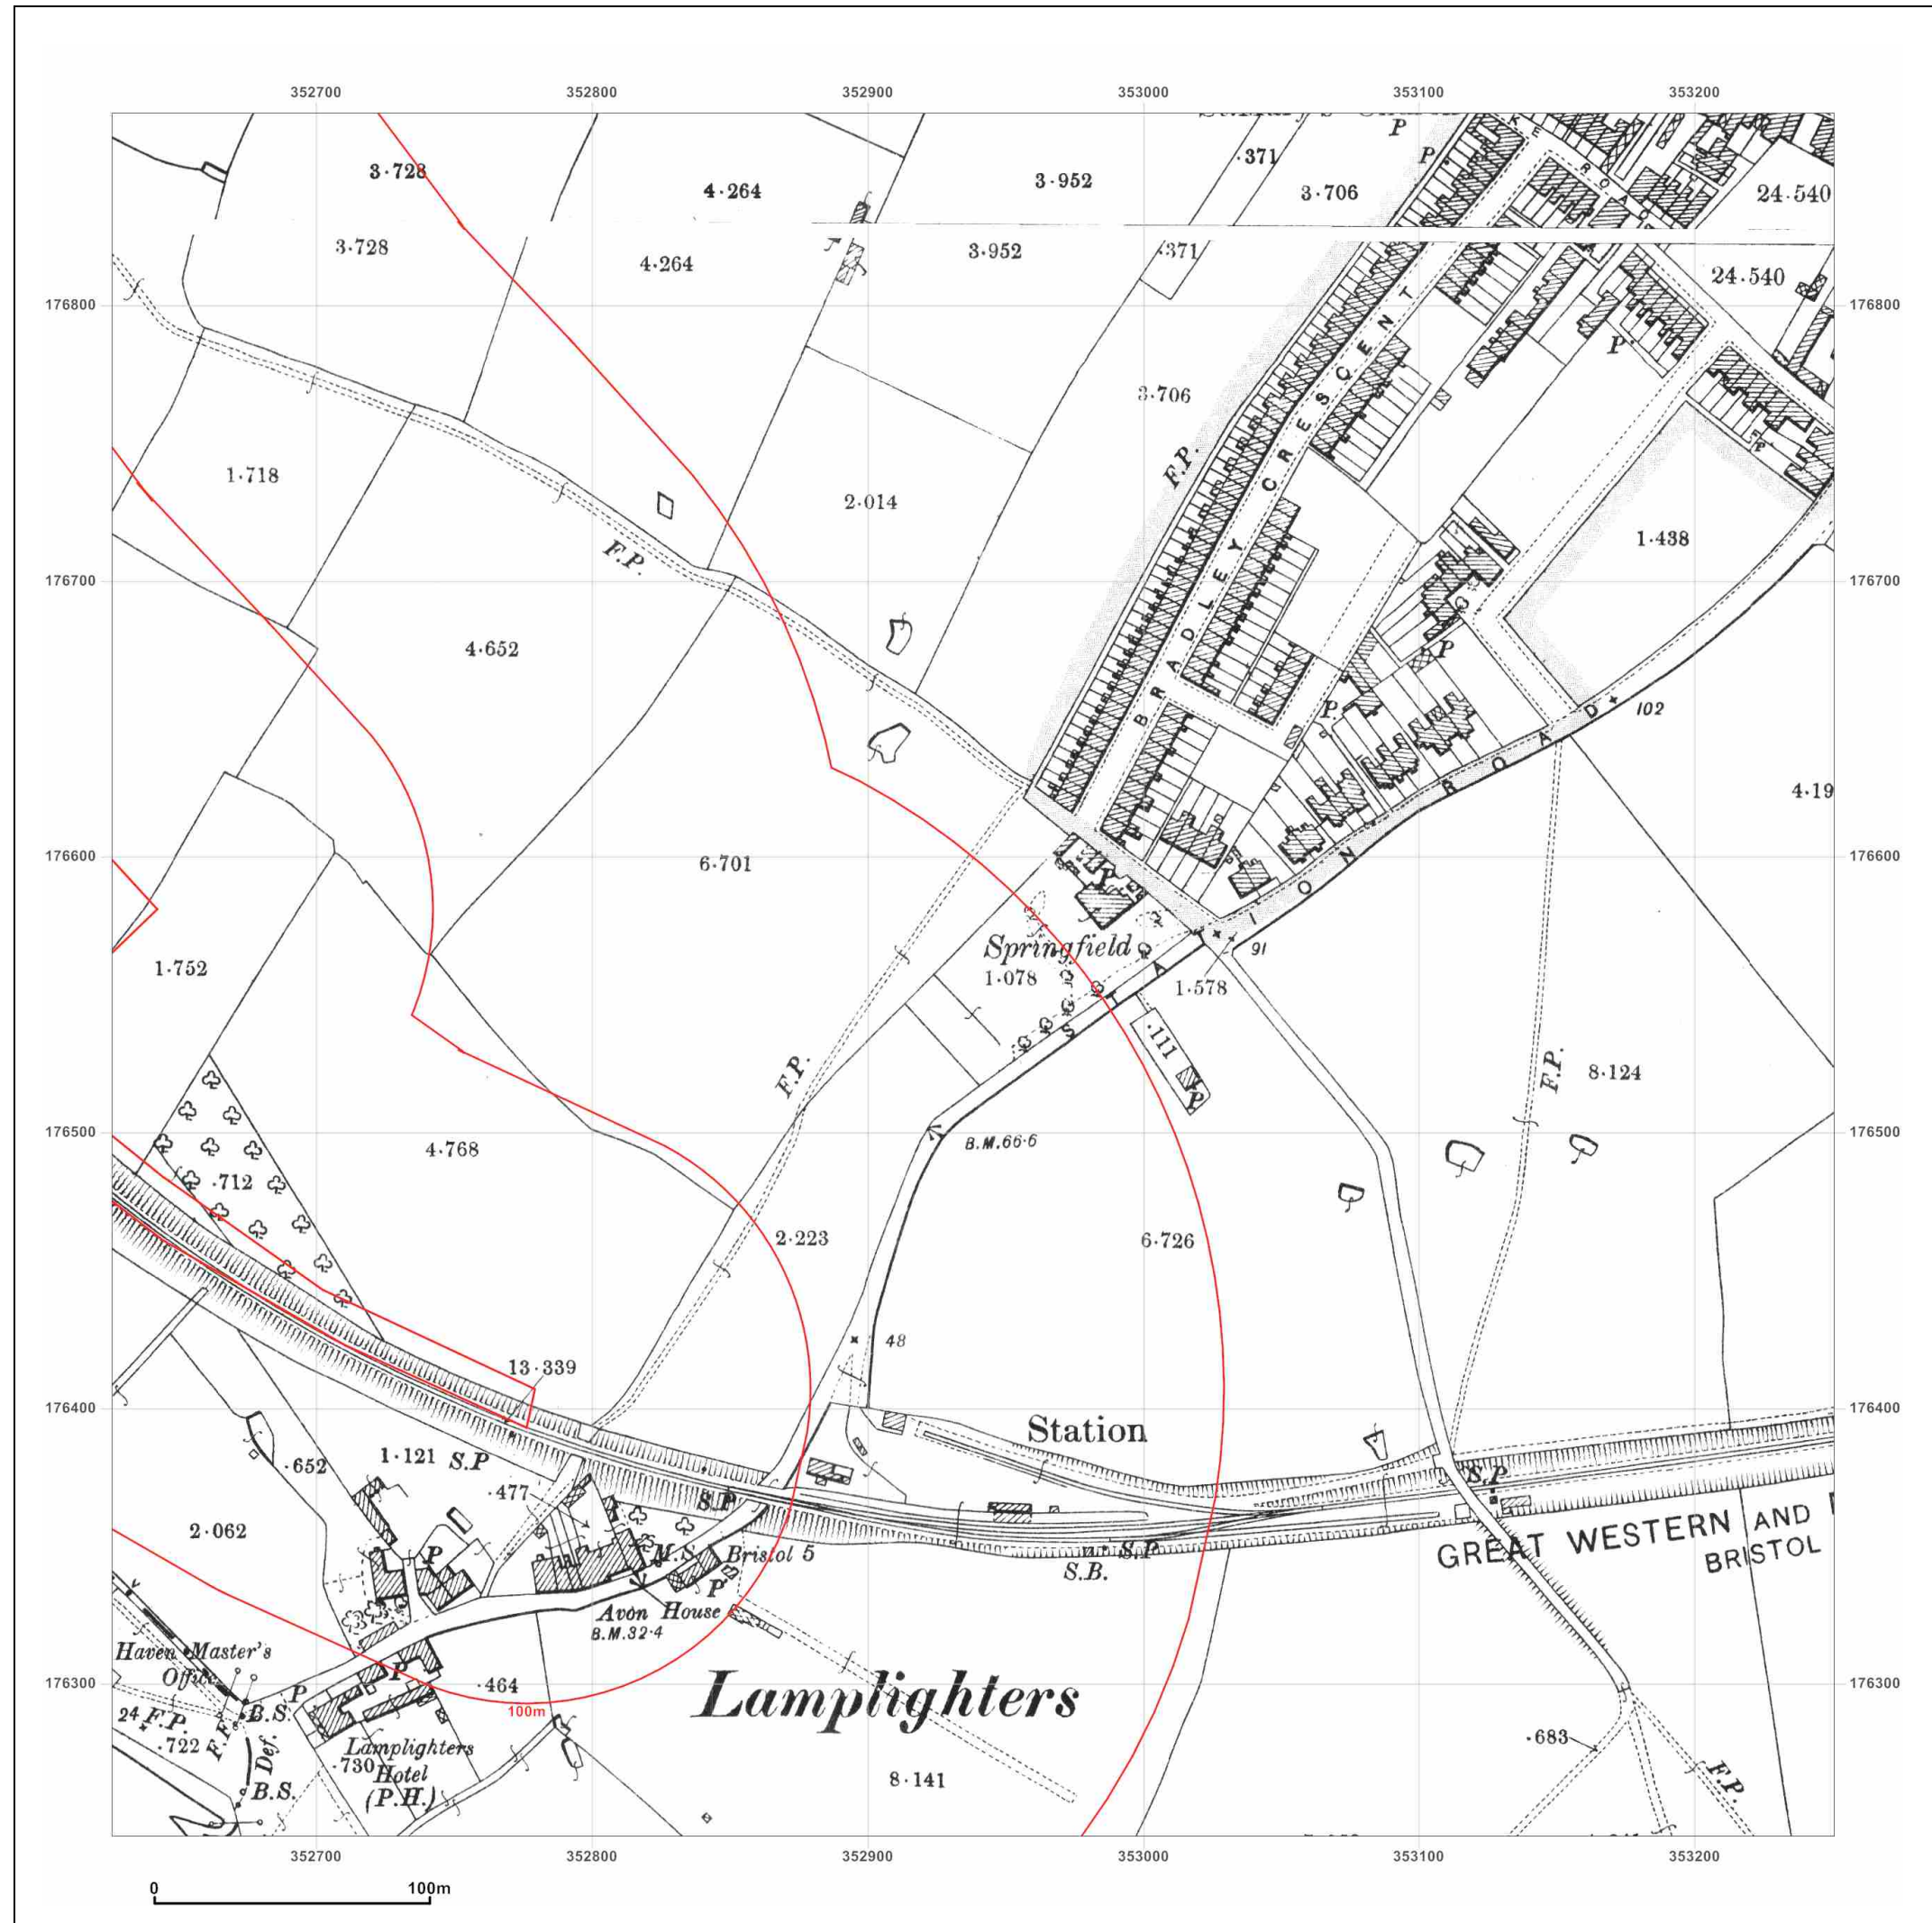 352700 352800 352900 353000 353100 353200
3·728 4·264 3·952 ·371 3·706 P P 24·540
3·728 4·264 3·952 ·371 24·540
176800 176800
P
3·706
F.P.
BRADLEY CRESCENT
1·718 2·014
F.P.
1·438
176700 176700
4·652
P
P
102
STATION ROAD
4·19
176600 176600
6·701
P
Springfield
1·078
91
1·578
1·752
·111
P
F.P.
F.P.
8·124
176500 176500
B.M.66·6
4·768
·712
2·223
6·726
48
13·339
176400 176400
Station
1·121 S.P
·652
·477
S.P
S.P
2·062
P
M.S. Bristol 5
P
S.P
S.B.
GREAT WESTERN AND
BRISTOL
Avon House
B.M.32·4
Haven Master's
Office
P
P
·464
100m
Lamplighters
176300 176300
24 F.P.
·722
F.P.
B.S.
Def.
B.S.
Lamplighters
·730 Hotel
(P.H.)
8·141
·683
F.P.
352700 352800 352900 353000 353100 353200
0 100m